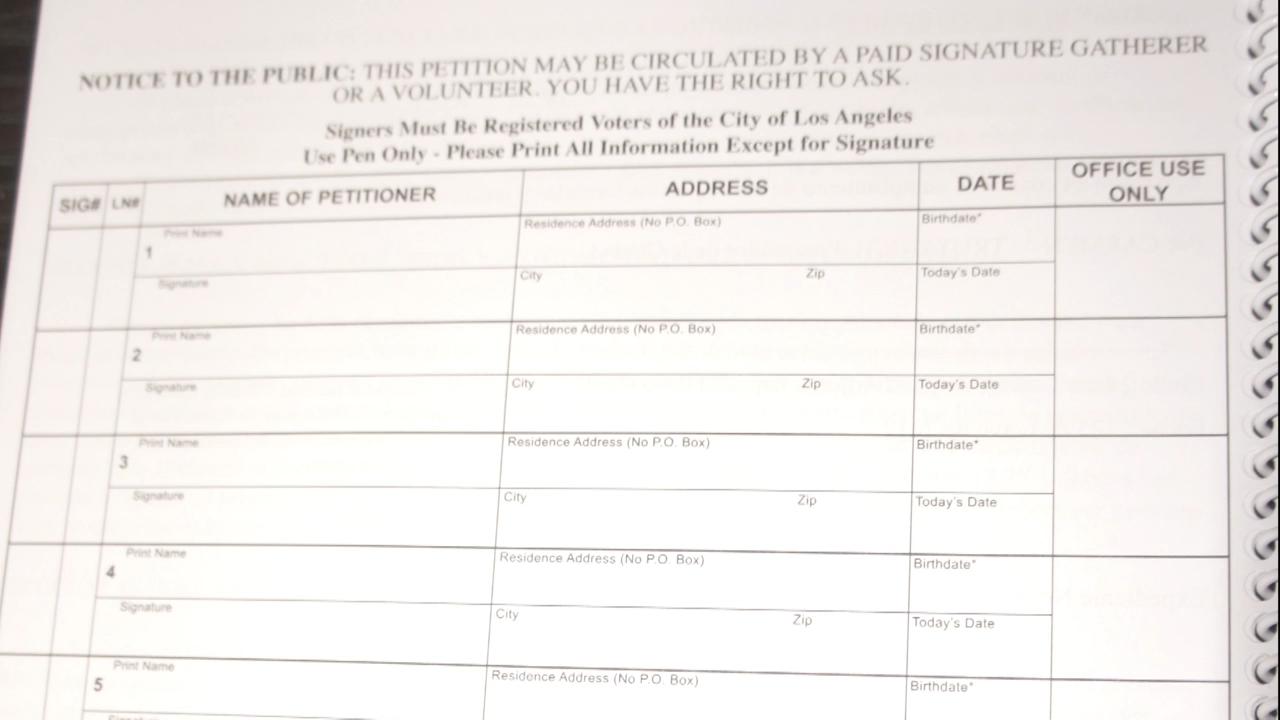 NOTICE TO THE PUBLIC: THIS PETITION MAY BE CIRCULATED BY A PAID SIGNATURE GATHERER
OR A VOLUNTEER. YOU HAVE THE RIGHT TO ASK.
Signers Must Be Registered Voters of the City of Los Angeles
Use Pen Only - Please Print All Information Except for Signature
SIG# LN# NAME OF PETITIONER ADDRESS DATE OFFICE USE
ONLY
Print Name Residence Address (No P.O. Box) Birthdate*
1
Signature City Zip Today's Date
Print Name Residence Address (No P.O. Box) Birthdate*
2
Signature City Zip Today's Date
Print Name Residence Address (No P.O. Box) Birthdate*
3
Signature City Zip Today's Date
Print Name Residence Address (No P.O. Box) Birthdate*
4
Signature City Zip Today's Date
Print Name Residence Address (No P.O. Box) Birthdate*
5
Signature